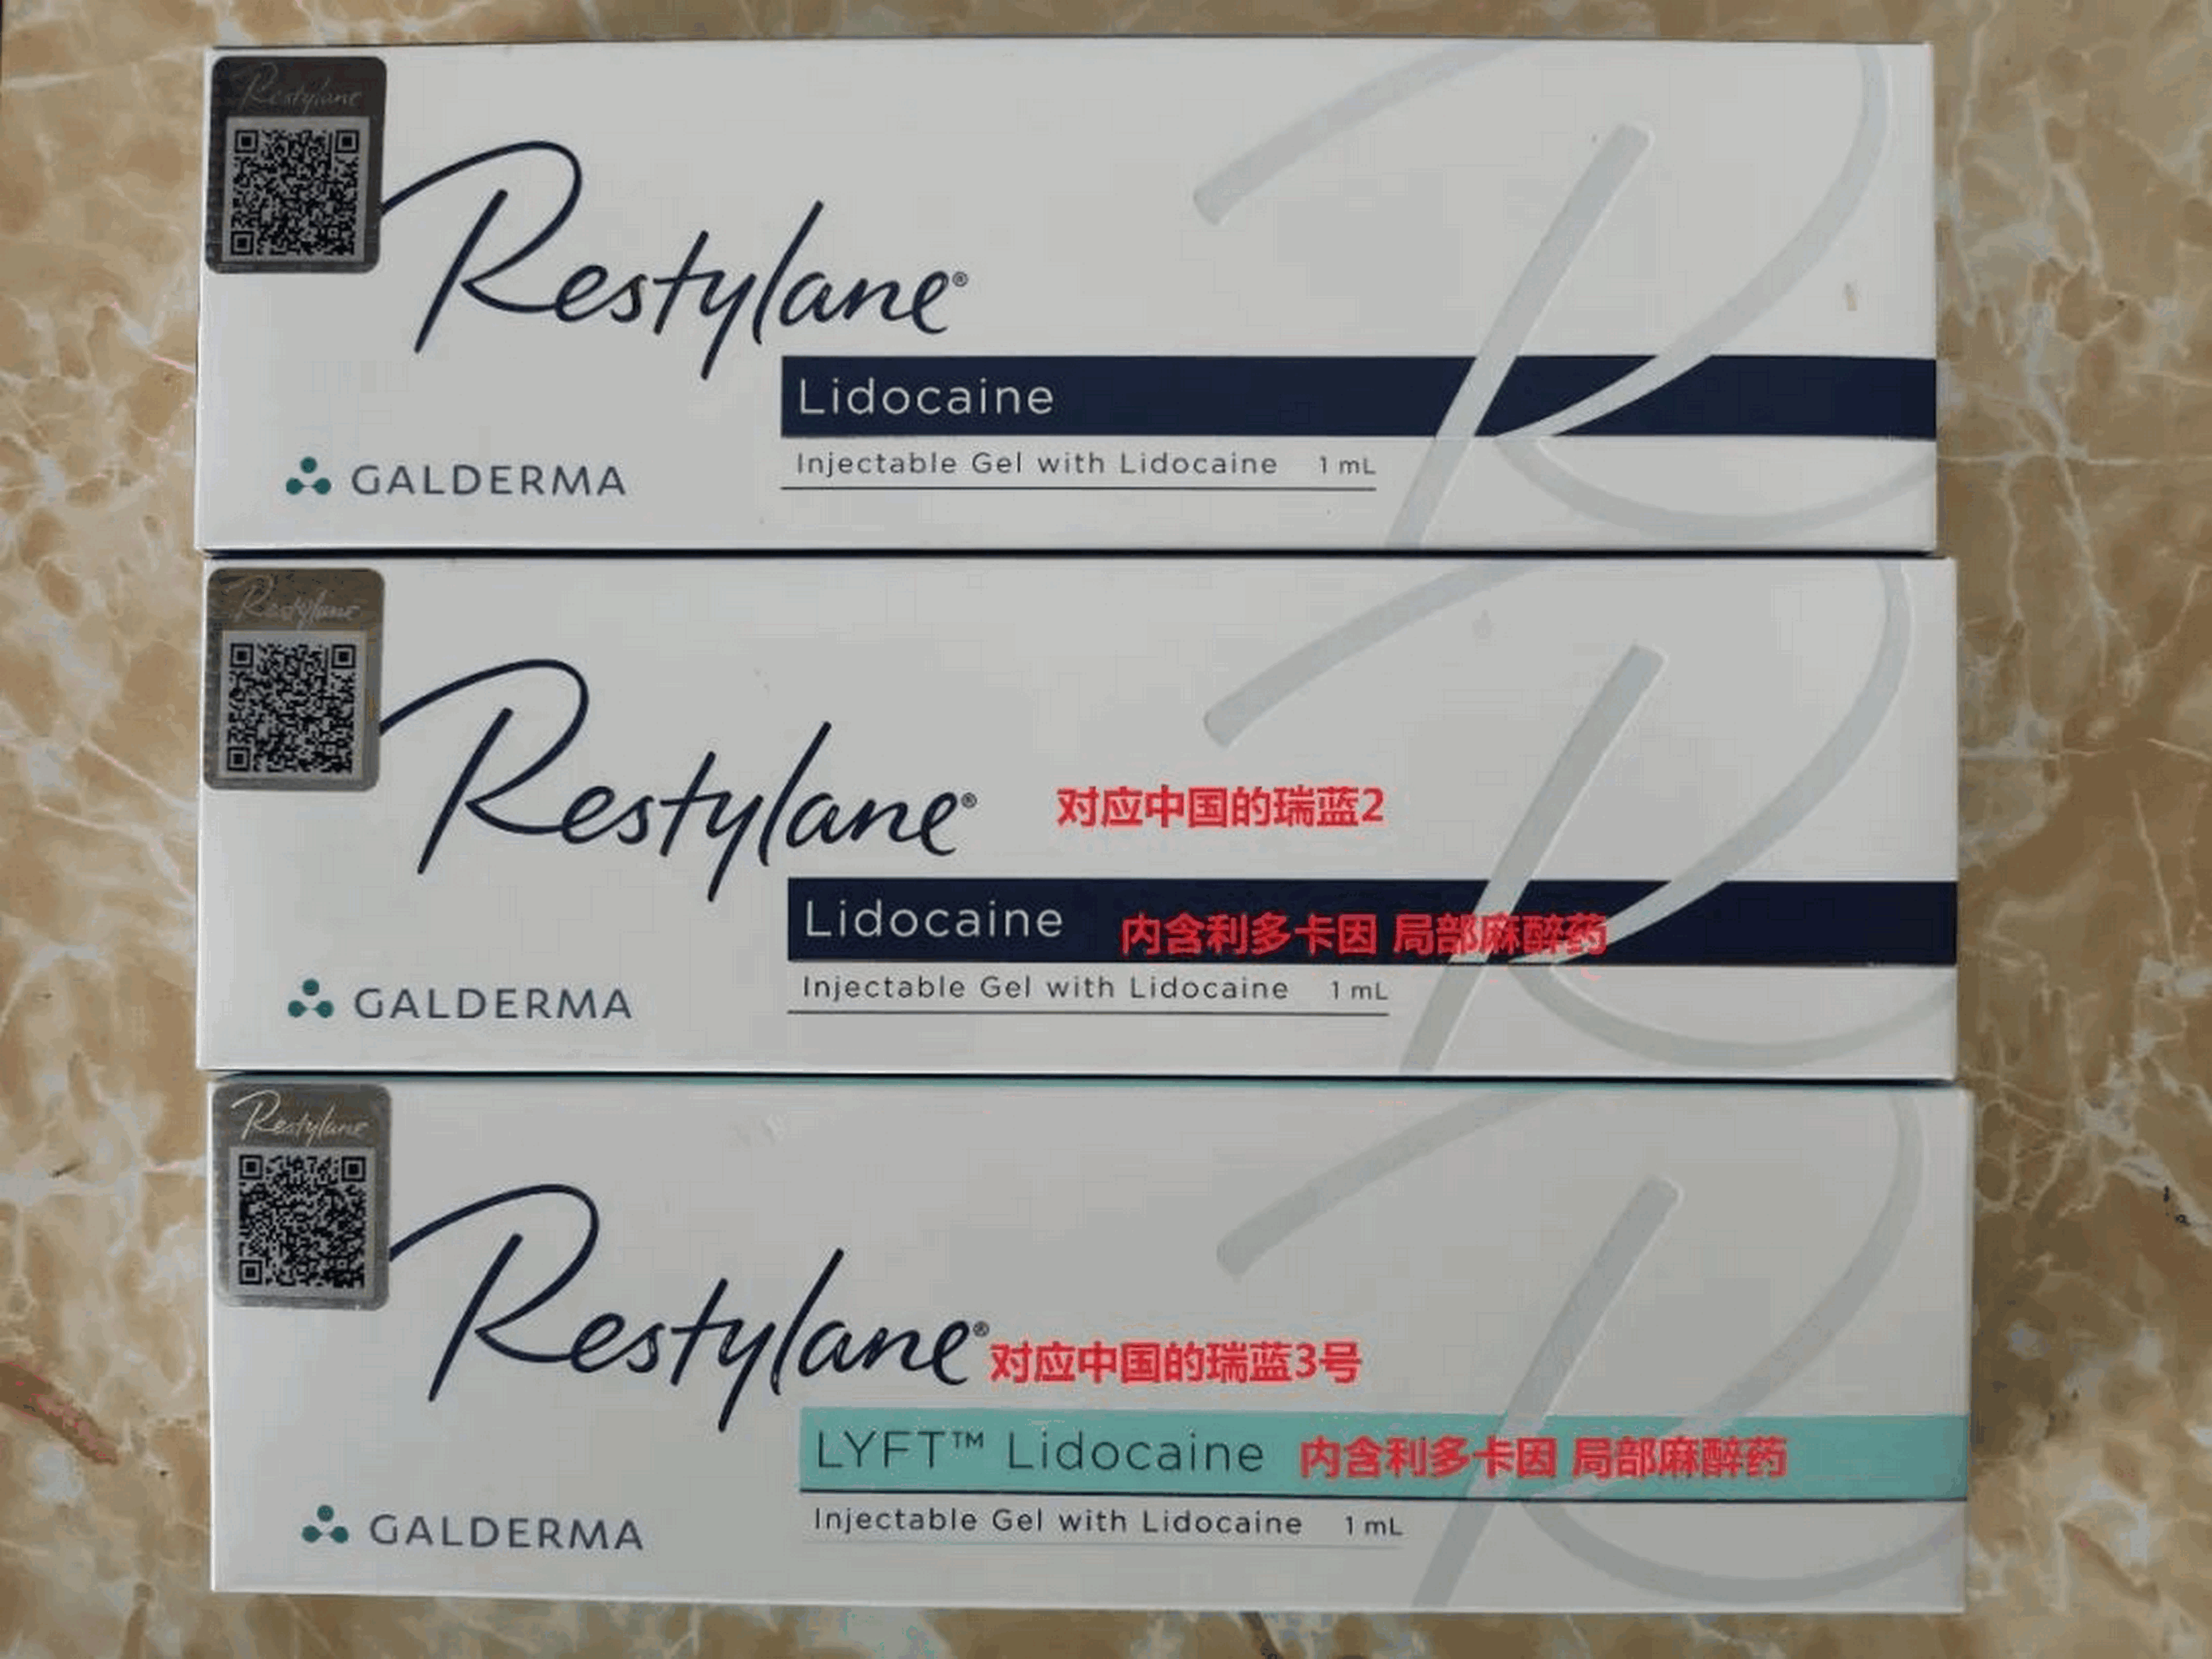 Restylane
Restylane®
Lidocaine
Injectable Gel with Lidocaine 1 mL
GALDERMA
Restylane
Restylane®
对应中国的瑞蓝2
Lidocaine 内含利多卡因 局部麻醉药
Injectable Gel with Lidocaine 1 mL
GALDERMA
Restylane
Restylane®
对应中国的瑞蓝3号
LYFT™ Lidocaine 内含利多卡因 局部麻醉药
Injectable Gel with Lidocaine 1 mL
GALDERMA